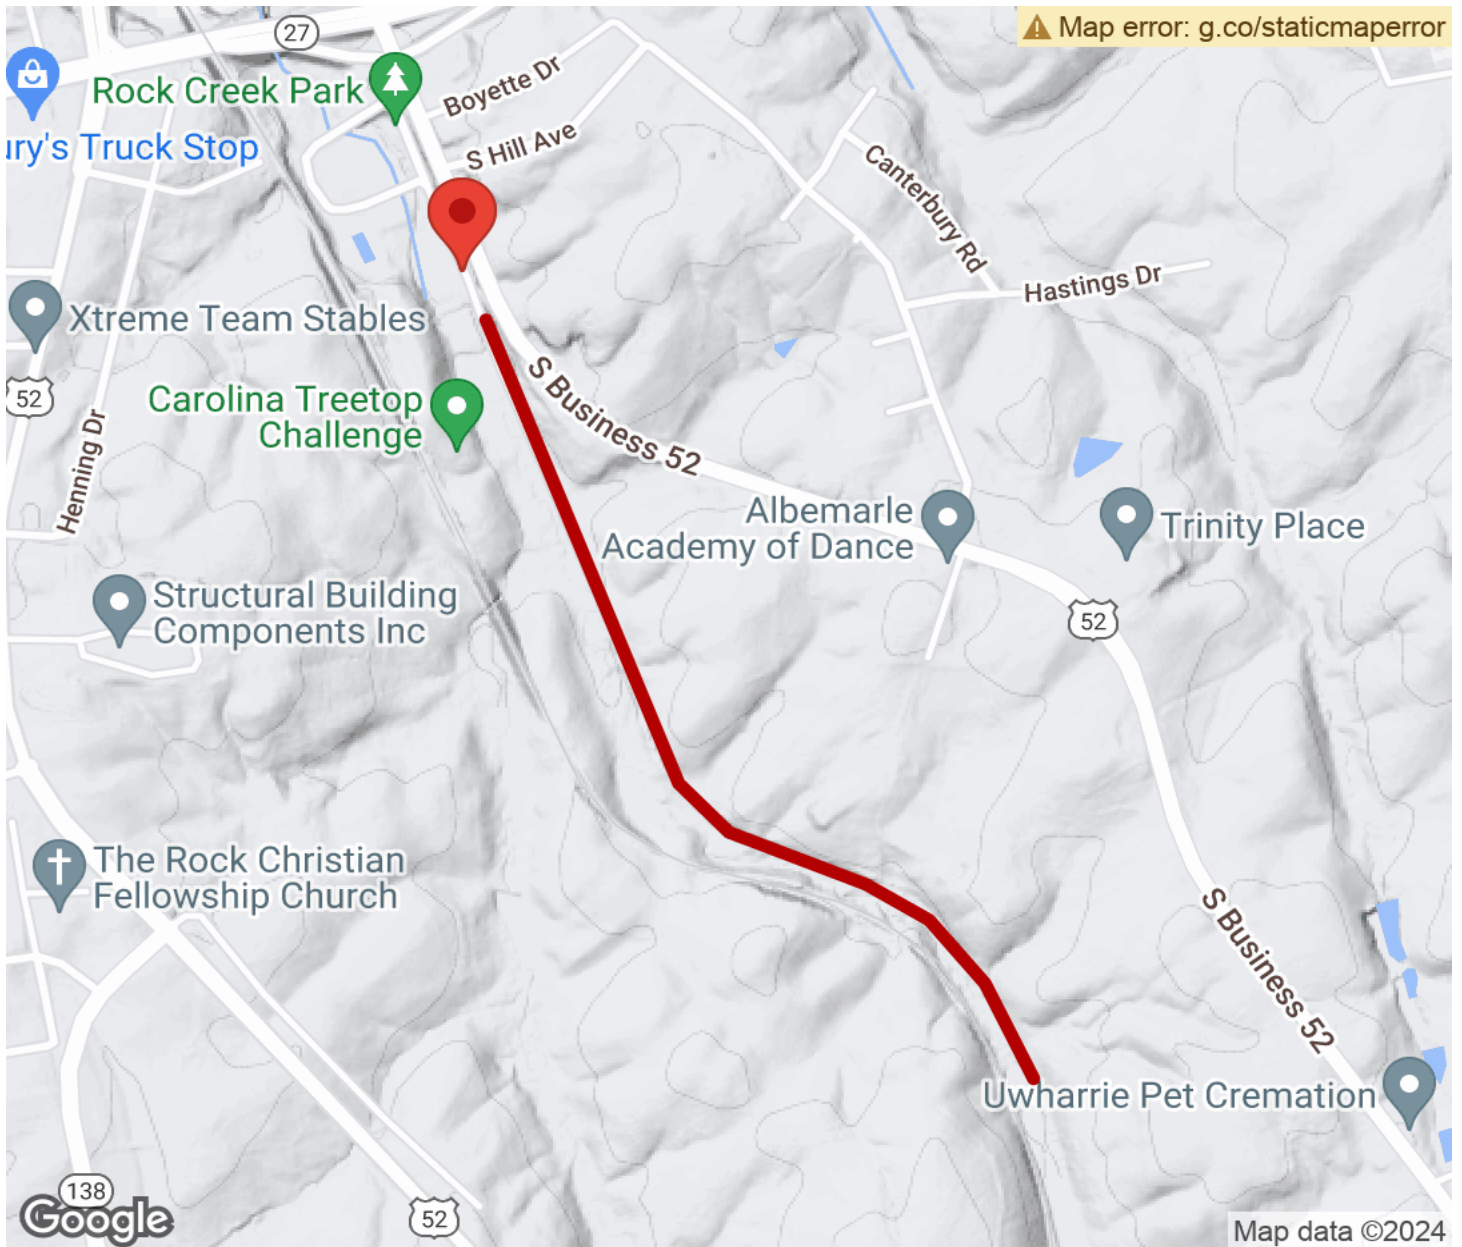 27
Map error: g.co/staticmaperror
Rock Creek Park
Boyette Dr
ury's Truck Stop
S Hill Ave
Canterbury Rd
Hastings Dr
Xtreme Team Stables
52
Carolina Treetop
Challenge
S Business 52
Henning Dr
Albemarle
Academy of Dance
Trinity Place
Structural Building
Components Inc
52
The Rock Christian
Fellowship Church
S Business 52
Uwharrie Pet Cremation
138
Google
52
Map data ©2024